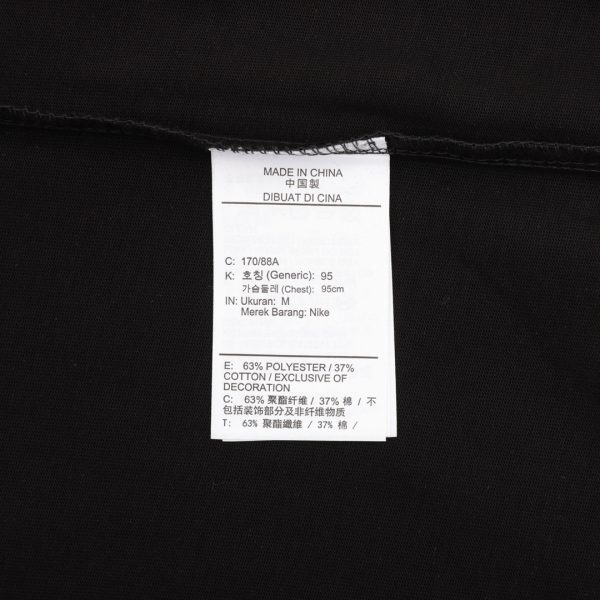 MADE IN CHINA
中国製
DIBUAT DI CINA
C: 170/88A
K: 호칭 (Generic): 95
가슴둘레 (Chest): 95cm
IN: Ukuran: M
Merek Barang: Nike
E: 63% POLYESTER / 37%
COTTON / EXCLUSIVE OF
DECORATION
C: 63% 聚酯纤维 / 37% 棉 / 不
包括装饰部分及非纤维物质
T: 63% 聚酯纖維 / 37% 棉 /